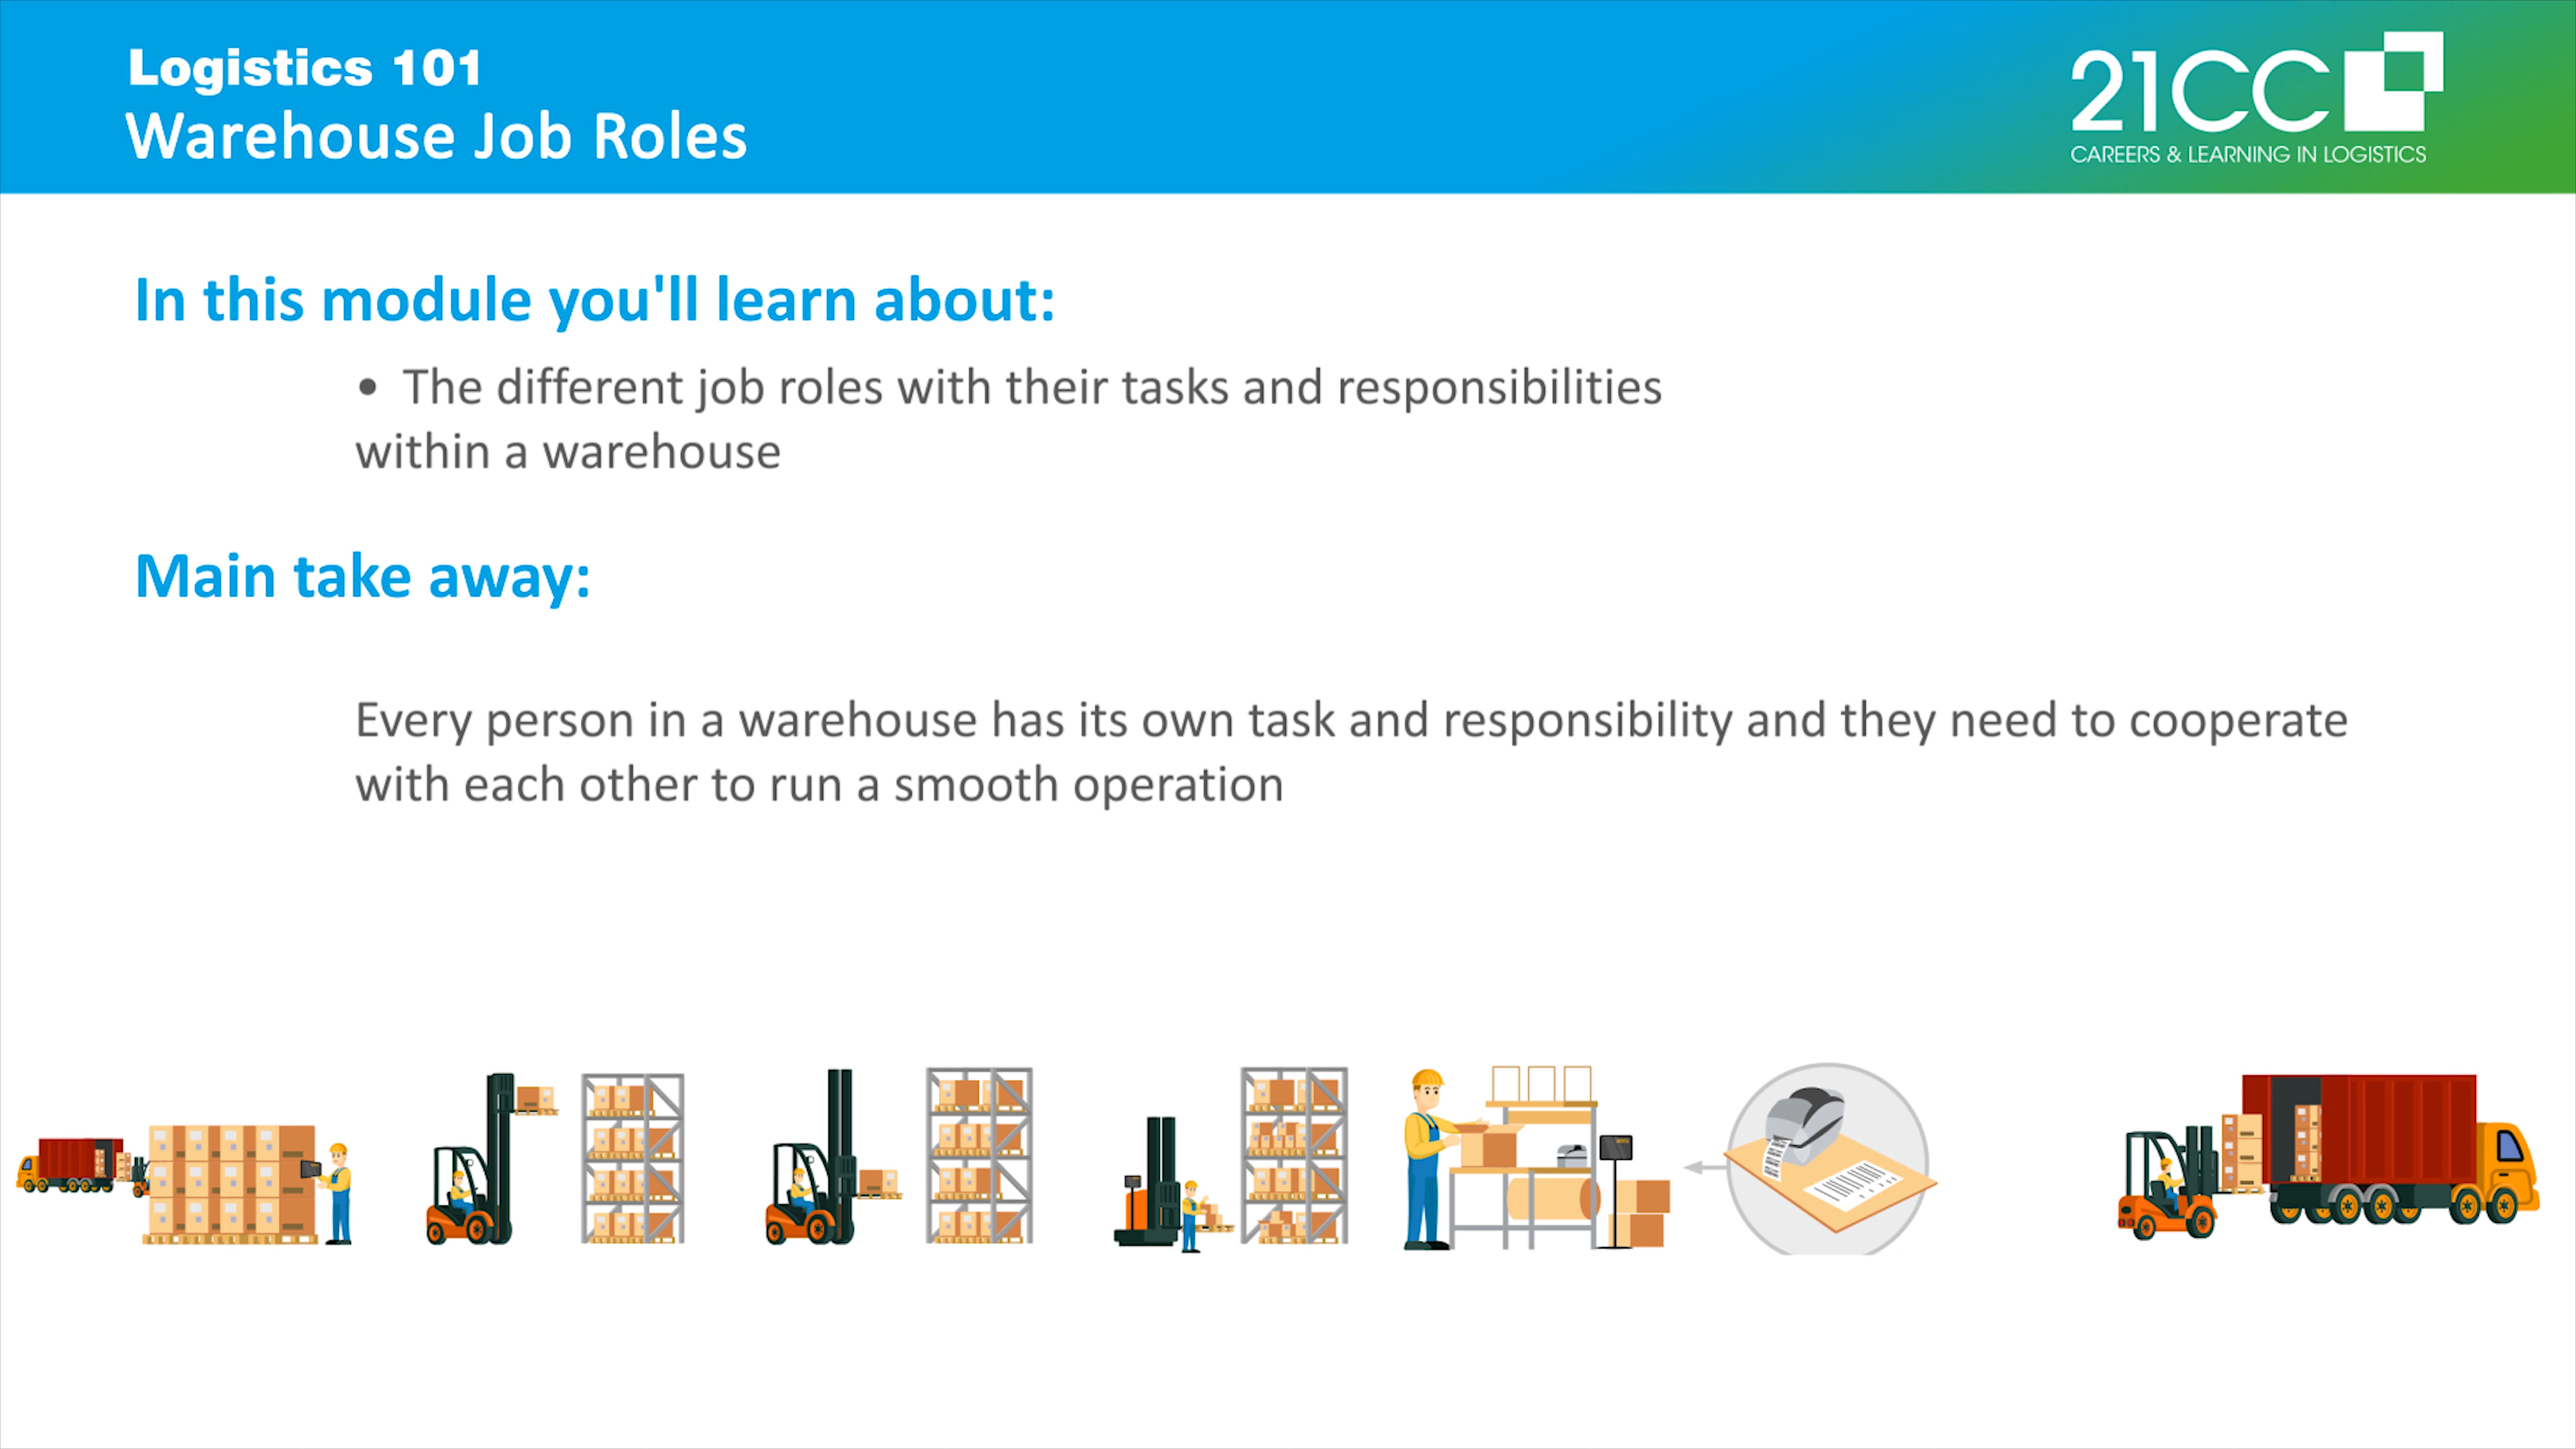 Logistics 101
Warehouse Job Roles
21CC
CAREERS & LEARNING IN LOGISTICS
In this module you'll learn about:
• The different job roles with their tasks and responsibilities
within a warehouse
Main take away:
Every person in a warehouse has its own task and responsibility and they need to cooperate
with each other to run a smooth operation